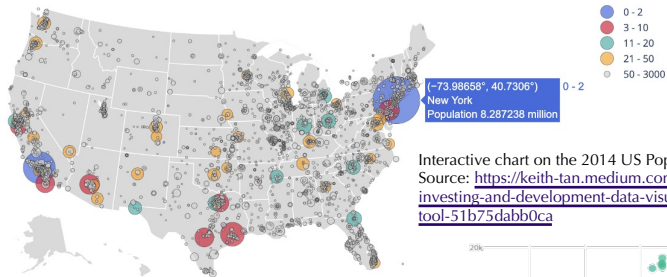 0 - 2
3 - 10
11 - 20
21 - 50
50 - 3000
(−73.98658°, 40.7306°) 0 - 2
New York
Population 8.287238 million
Interactive chart on the 2014 US Pop
Source: https://keith-tan.medium.com
investing-and-development-data-visu
tool-51b75dabb0ca
20k